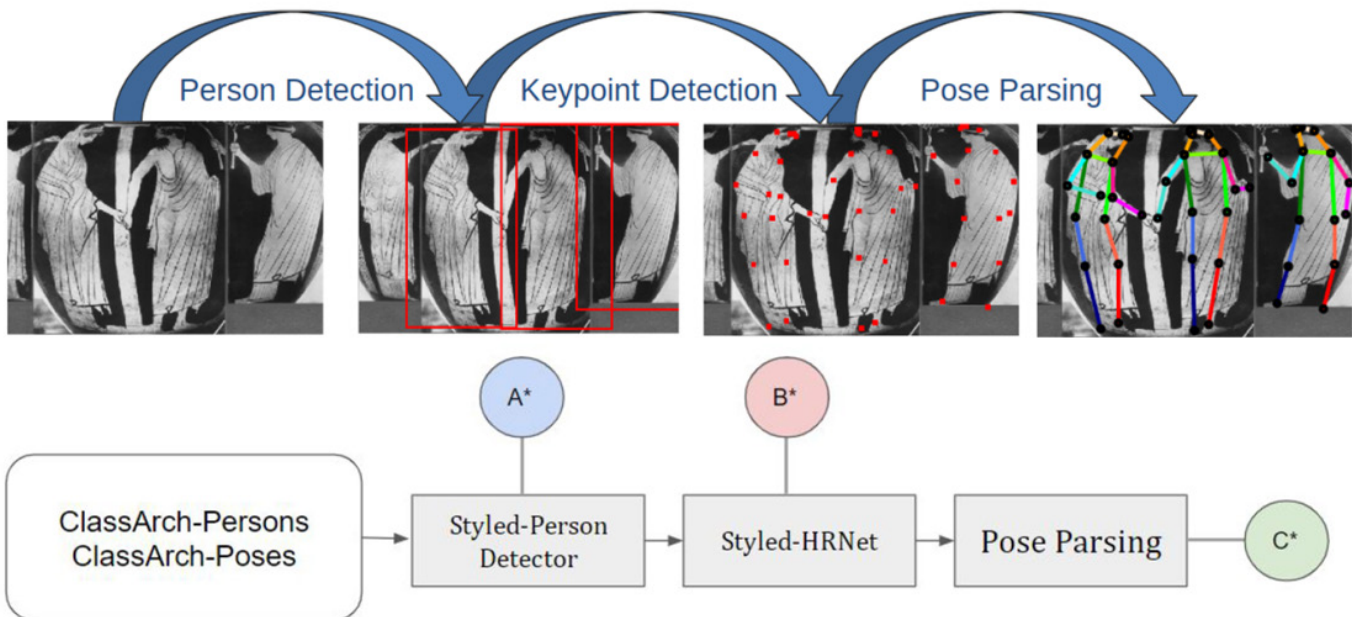 Person Detection
Keypoint Detection
Pose Parsing
A*
B*
ClassArch-Persons
ClassArch-Poses
Styled-Person
Detector
Styled-HRNet
Pose Parsing
C*